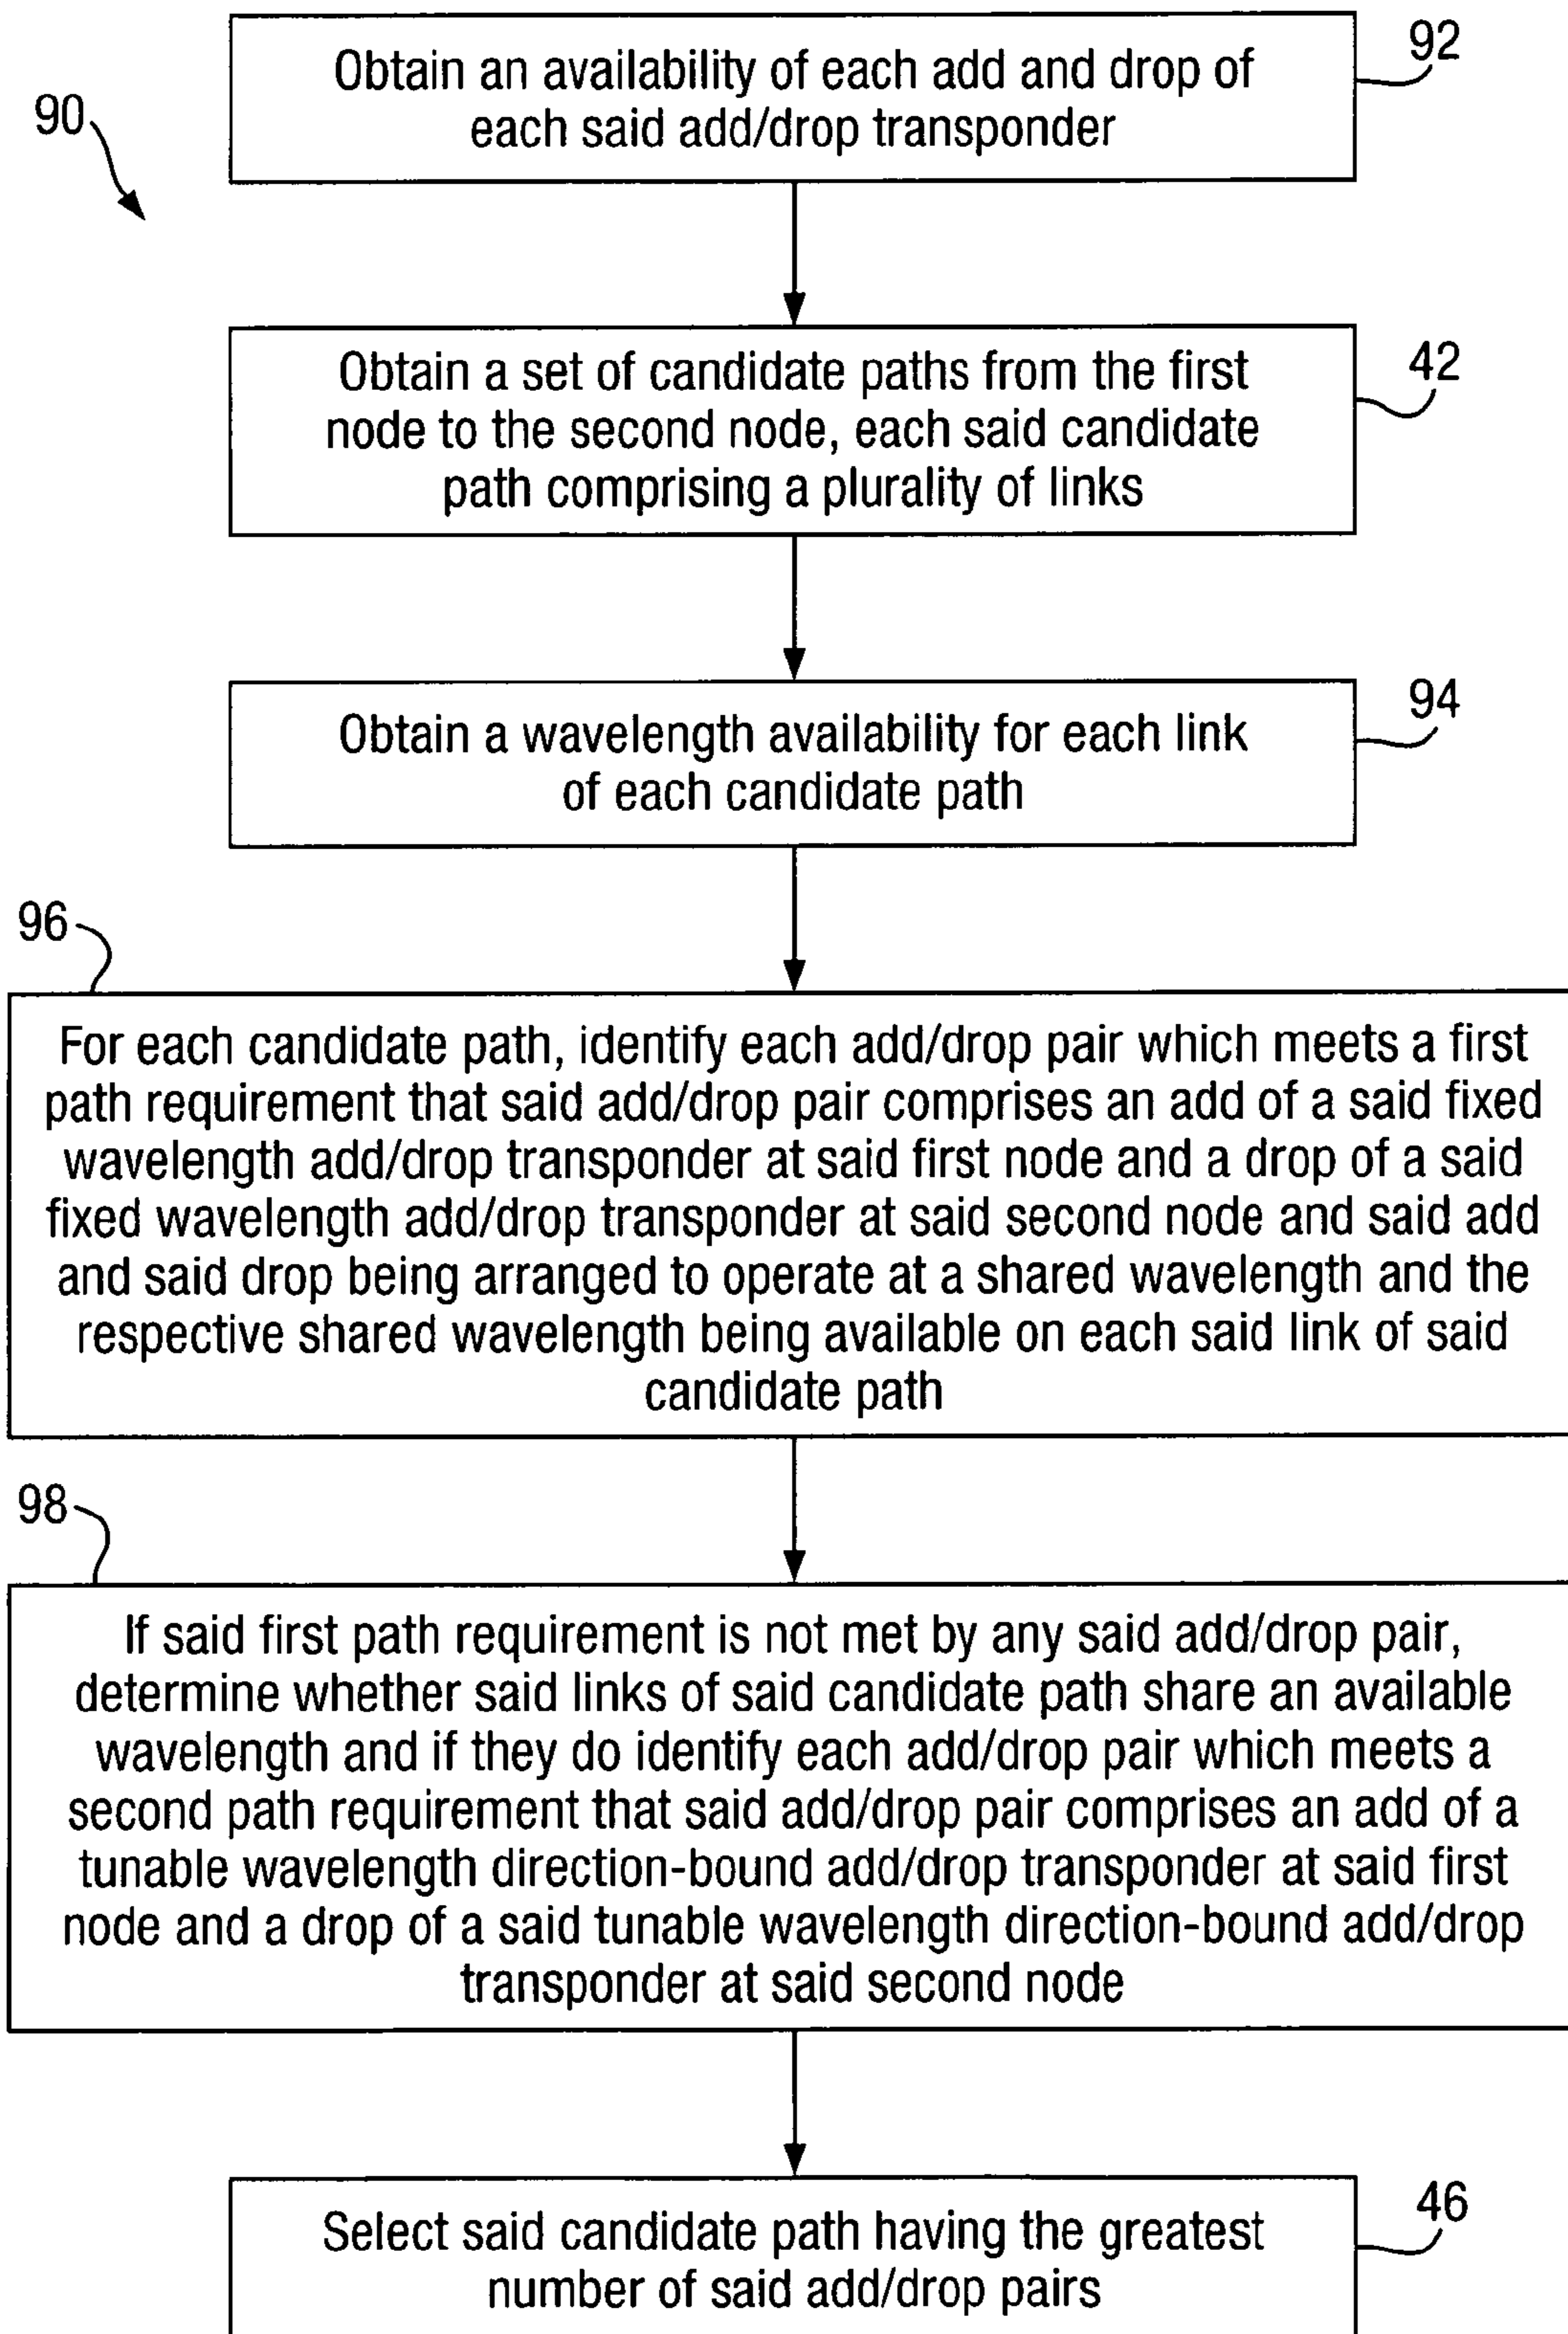 90
92
Obtain an availability of each add and drop of
each said add/drop transponder
42
Obtain a set of candidate paths from the first
node to the second node, each said candidate
path comprising a plurality of links
94
Obtain a wavelength availability for each link
of each candidate path
96
For each candidate path, identify each add/drop pair which meets a first
path requirement that said add/drop pair comprises an add of a said fixed
wavelength add/drop transponder at said first node and a drop of a said
fixed wavelength add/drop transponder at said second node and said add
and said drop being arranged to operate at a shared wavelength and the
respective shared wavelength being available on each said link of said
candidate path
98
If said first path requirement is not met by any said add/drop pair,
determine whether said links of said candidate path share an available
wavelength and if they do identify each add/drop pair which meets a
second path requirement that said add/drop pair comprises an add of a
tunable wavelength direction-bound add/drop transponder at said first
node and a drop of a said tunable wavelength direction-bound add/drop
transponder at said second node
46
Select said candidate path having the greatest
number of said add/drop pairs